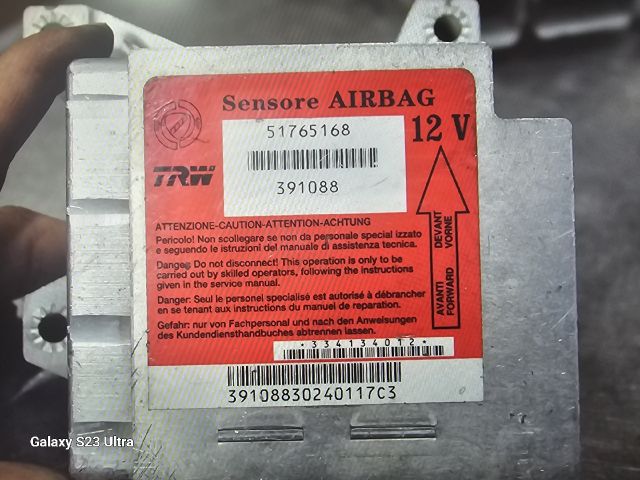 Sensore AIRBAG
51765168
12 V
TRW
391088
ATTENZIONE-CAUTION-ATTENTION-ACHTUNG
Pericolo! Non scollegare se non da personale special izzato
e seguendo le istruzioni del manuale di assistenza tecnica.
Danger: Do not disconnect! This operation is only to be
carried out by skilled operators, following the instructions
given in the service manual.
Danger: Seul le personel specialisé est autorisé à débrancher
en se tenant aux instructions du manuel de reparation.
Gefahr: nur von Fachpersonal und nach den Anweisungen
des Kundendiensthandbuches abtrennen lassen.
AVANTI DEVANT
FORWARD VORNE
*334134012*
39108830240117C3
Galaxy S23 Ultra